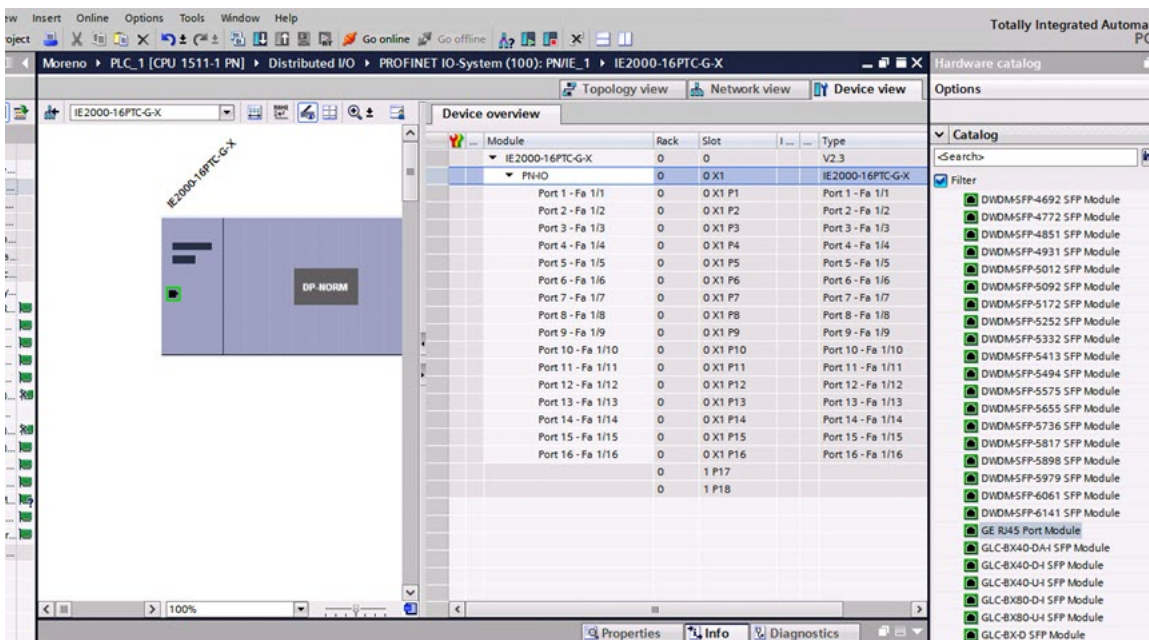 ew Insert Online Options Tools Window Help
Totally Integrated Automa
roject Go online Go offline
PC
Moreno ▸ PLC_1 [CPU 1511-1 PN] ▸ Distributed I/O ▸ PROFINET IO-System (100): PN/IE_1 ▸ IE2000-16PTC-G-X
Hardware catalog
Topology view Network view Device view
Options
IE2000-16PTC-G-X
Device overview
Catalog
Module Rack Slot I ... ... Type
<Search>
Filter
IE2000-16PTC-G-X 0 0 V2.3
PN-IO 0 0 X1 IE2000-16PTC-G-X
Port 1 - Fa 1/1 0 0 X1 P1 Port 1 - Fa 1/1
Port 2 - Fa 1/2 0 0 X1 P2 Port 2 - Fa 1/2
Port 3 - Fa 1/3 0 0 X1 P3 Port 3 - Fa 1/3
Port 4 - Fa 1/4 0 0 X1 P4 Port 4 - Fa 1/4
Port 5 - Fa 1/5 0 0 X1 P5 Port 5 - Fa 1/5
Port 6 - Fa 1/6 0 0 X1 P6 Port 6 - Fa 1/6
Port 7 - Fa 1/7 0 0 X1 P7 Port 7 - Fa 1/7
Port 8 - Fa 1/8 0 0 X1 P8 Port 8 - Fa 1/8
Port 9 - Fa 1/9 0 0 X1 P9 Port 9 - Fa 1/9
Port 10 - Fa 1/10 0 0 X1 P10 Port 10 - Fa 1/10
Port 11 - Fa 1/11 0 0 X1 P11 Port 11 - Fa 1/11
Port 12 - Fa 1/12 0 0 X1 P12 Port 12 - Fa 1/12
Port 13 - Fa 1/13 0 0 X1 P13 Port 13 - Fa 1/13
Port 14 - Fa 1/14 0 0 X1 P14 Port 14 - Fa 1/14
Port 15 - Fa 1/15 0 0 X1 P15 Port 15 - Fa 1/15
Port 16 - Fa 1/16 0 0 X1 P16 Port 16 - Fa 1/16
0 1 P17
0 1 P18
IE2000-16PTC-G-X
DP-NORM
DWDM-SFP-4692 SFP Module
DWDM-SFP-4772 SFP Module
DWDM-SFP-4851 SFP Module
DWDM-SFP-4931 SFP Module
DWDM-SFP-5012 SFP Module
DWDM-SFP-5092 SFP Module
DWDM-SFP-5172 SFP Module
DWDM-SFP-5252 SFP Module
DWDM-SFP-5332 SFP Module
DWDM-SFP-5413 SFP Module
DWDM-SFP-5494 SFP Module
DWDM-SFP-5575 SFP Module
DWDM-SFP-5655 SFP Module
DWDM-SFP-5736 SFP Module
DWDM-SFP-5817 SFP Module
DWDM-SFP-5898 SFP Module
DWDM-SFP-5979 SFP Module
DWDM-SFP-6061 SFP Module
DWDM-SFP-6141 SFP Module
GE RJ45 Port Module
GLC-BX40-DA-I SFP Module
GLC-BX40-D-I SFP Module
GLC-BX40-U-I SFP Module
GLC-BX80-D-I SFP Module
GLC-BX80-U-I SFP Module
GLC-BX-D SFP Module
100%
Properties Info Diagnostics